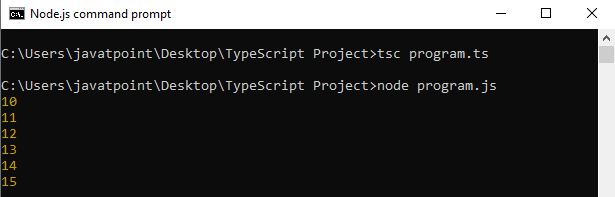 Node.js command prompt
C:\Users\javatpoint\Desktop\TypeScript Project>tsc program.ts
C:\Users\javatpoint\Desktop\TypeScript Project>node program.js
10
11
12
13
14
15